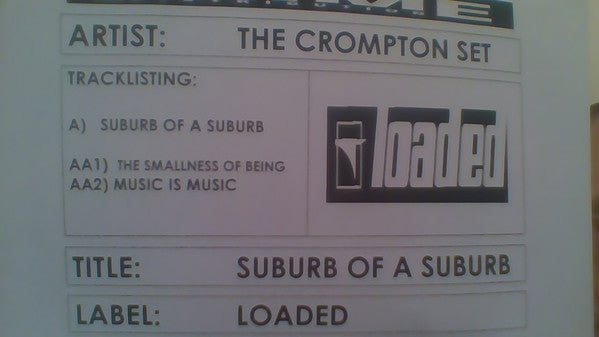 ARTIST: THE CROMPTON SET
TRACKLISTING:
A) SUBURB OF A SUBURB
AA1) THE SMALLNESS OF BEING
AA2) MUSIC IS MUSIC
loaded
TITLE: SUBURB OF A SUBURB
LABEL: LOADED